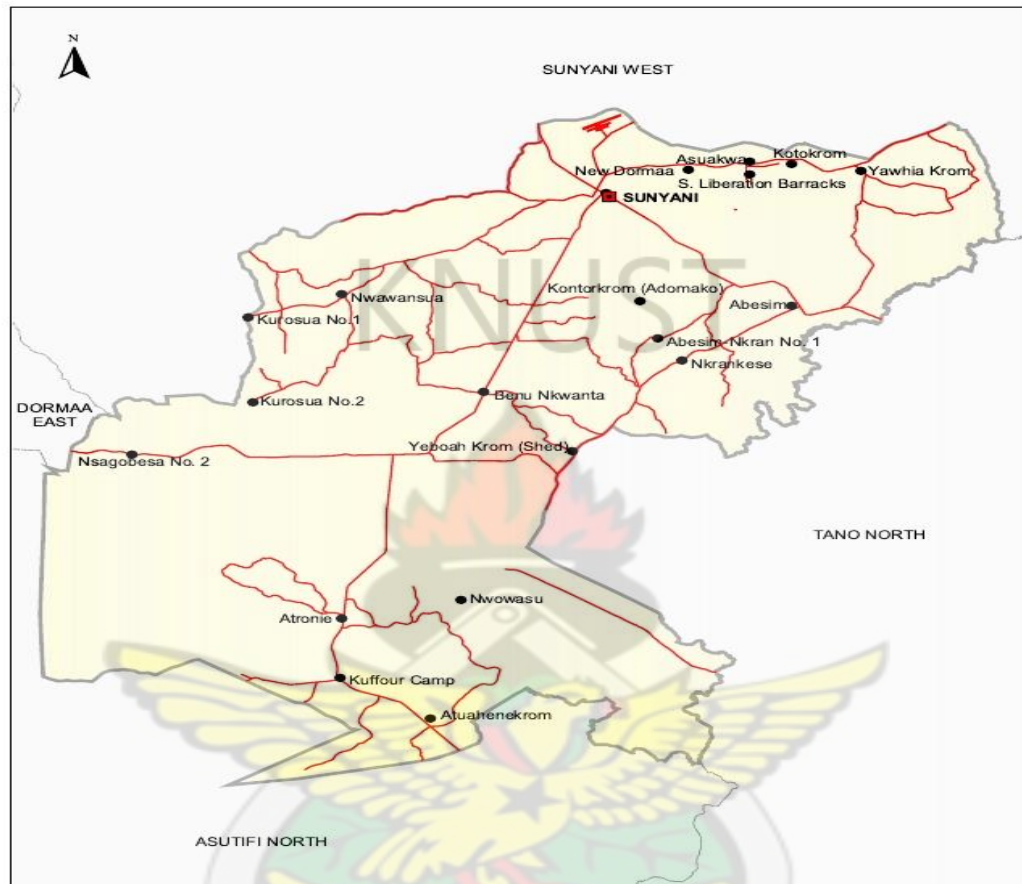 N
SUNYANI WEST
Asuakwa
Kotokrom
New Dormaa
Yawhia Krom
S. Liberation Barracks
SUNYANI
KNUST
Nwawansua
Kontorkrom (Adomako)
Abesim
Kurosua No.1
Abesim-Nkran No. 1
Nkrankese
Benu Nkwanta
Kurosua No.2
DORMAA
EAST
Yeboah Krom (Shed)
Nsagobesa No. 2
TANO NORTH
Nwowasu
Atronie
Kuffour Camp
Atuahenekrom
ASUTIFI NORTH